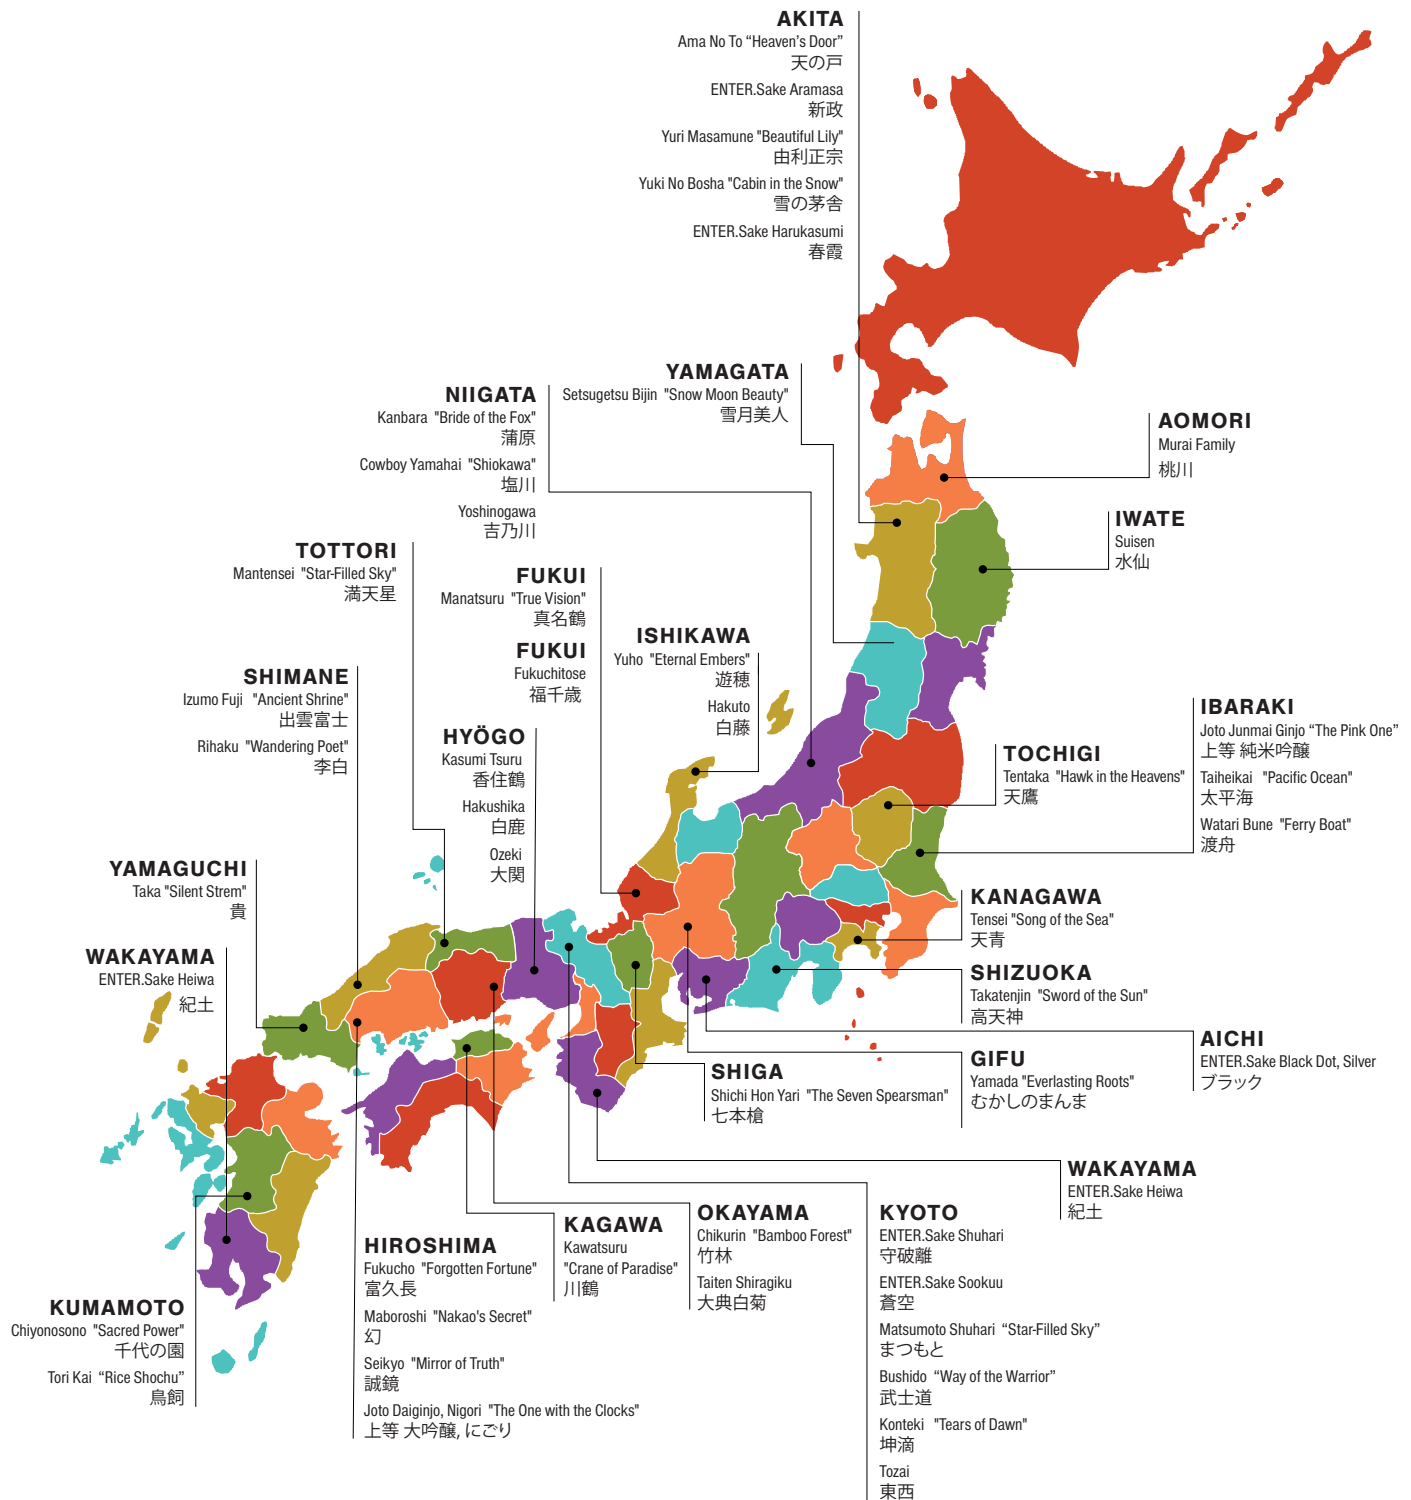 AKITA
Ama No To “Heaven’s Door”
天の戸
ENTER.Sake Aramasa
新政
Yuri Masamune "Beautiful Lily"
由利正宗
Yuki No Bosha "Cabin in the Snow"
雪の茅舎
ENTER.Sake Harukasumi
春霞
YAMAGATA
Setsugetsu Bijin "Snow Moon Beauty"
雪月美人
NIIGATA
Kanbara "Bride of the Fox"
蒲原
Cowboy Yamahai "Shiokawa"
塩川
Yoshinogawa
吉乃川
AOMORI
Murai Family
桃川
IWATE
Suisen
水仙
TOTTORI
Mantensei "Star-Filled Sky"
満天星
FUKUI
Manatsuru "True Vision"
真名鶴
FUKUI
Fukuchitose
福千歳
ISHIKAWA
Yuho "Eternal Embers"
遊穂
Hakuto
白藤
SHIMANE
Izumo Fuji "Ancient Shrine"
出雲富士
Rihaku "Wandering Poet"
李白
HYÖGO
Kasumi Tsuru
香住鶴
Hakushika
白鹿
Ozeki
大関
IBARAKI
Joto Junmai Ginjo “The Pink One”
上等 純米吟醸
Taiheikai "Pacific Ocean"
太平海
Watari Bune "Ferry Boat"
渡舟
TOCHIGI
Tentaka "Hawk in the Heavens"
天鷹
YAMAGUCHI
Taka "Silent Strem"
貴
KANAGAWA
Tensei "Song of the Sea"
天青
WAKAYAMA
ENTER.Sake Heiwa
紀土
SHIZUOKA
Takatenjin "Sword of the Sun"
高天神
AICHI
ENTER.Sake Black Dot, Silver
ブラック
GIFU
Yamada "Everlasting Roots"
むかしのまんま
SHIGA
Shichi Hon Yari "The Seven Spearsman"
七本槍
WAKAYAMA
ENTER.Sake Heiwa
紀土
KYOTO
ENTER.Sake Shuhari
守破離
ENTER.Sake Sookuu
蒼空
Matsumoto Shuhari “Star-Filled Sky”
まつもと
Bushido “Way of the Warrior”
武士道
Konteki "Tears of Dawn"
坤滴
Tozai
東西
OKAYAMA
Chikurin "Bamboo Forest"
竹林
Taiten Shiragiku
大典白菊
KAGAWA
Kawatsuru
"Crane of Paradise"
川鶴
HIROSHIMA
Fukucho "Forgotten Fortune"
富久長
Maboroshi "Nakao's Secret"
幻
Seikyo "Mirror of Truth"
誠鏡
Joto Daiginjo, Nigori "The One with the Clocks"
上等 大吟醸, にごり
KUMAMOTO
Chiyonosono "Sacred Power"
千代の園
Tori Kai “Rice Shochu”
鳥飼